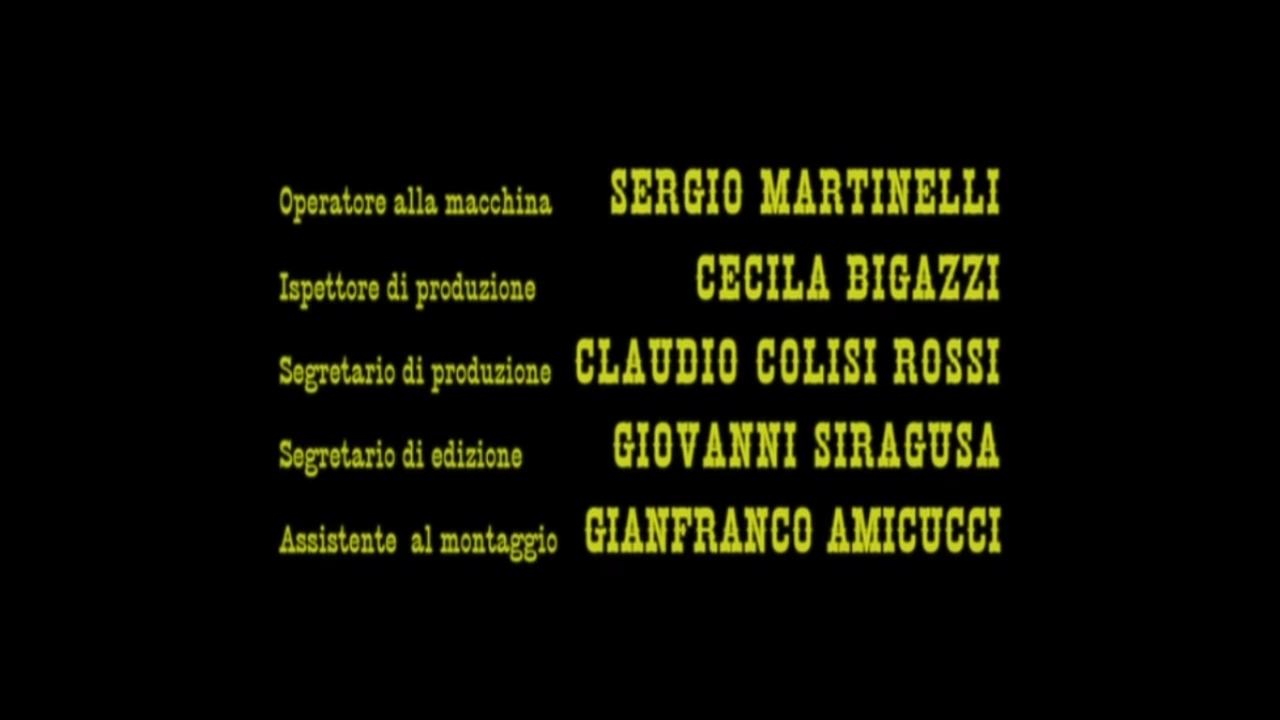 Operatore alla macchina SERGIO MARTINELLI
Ispettore di produzione CECILA BIGAZZI
Segretario di produzione CLAUDIO COLISI ROSSI
Segretario di edizione GIOVANNI SIRAGUSA
Assistente al montaggio GIANFRANCO AMICUCCI